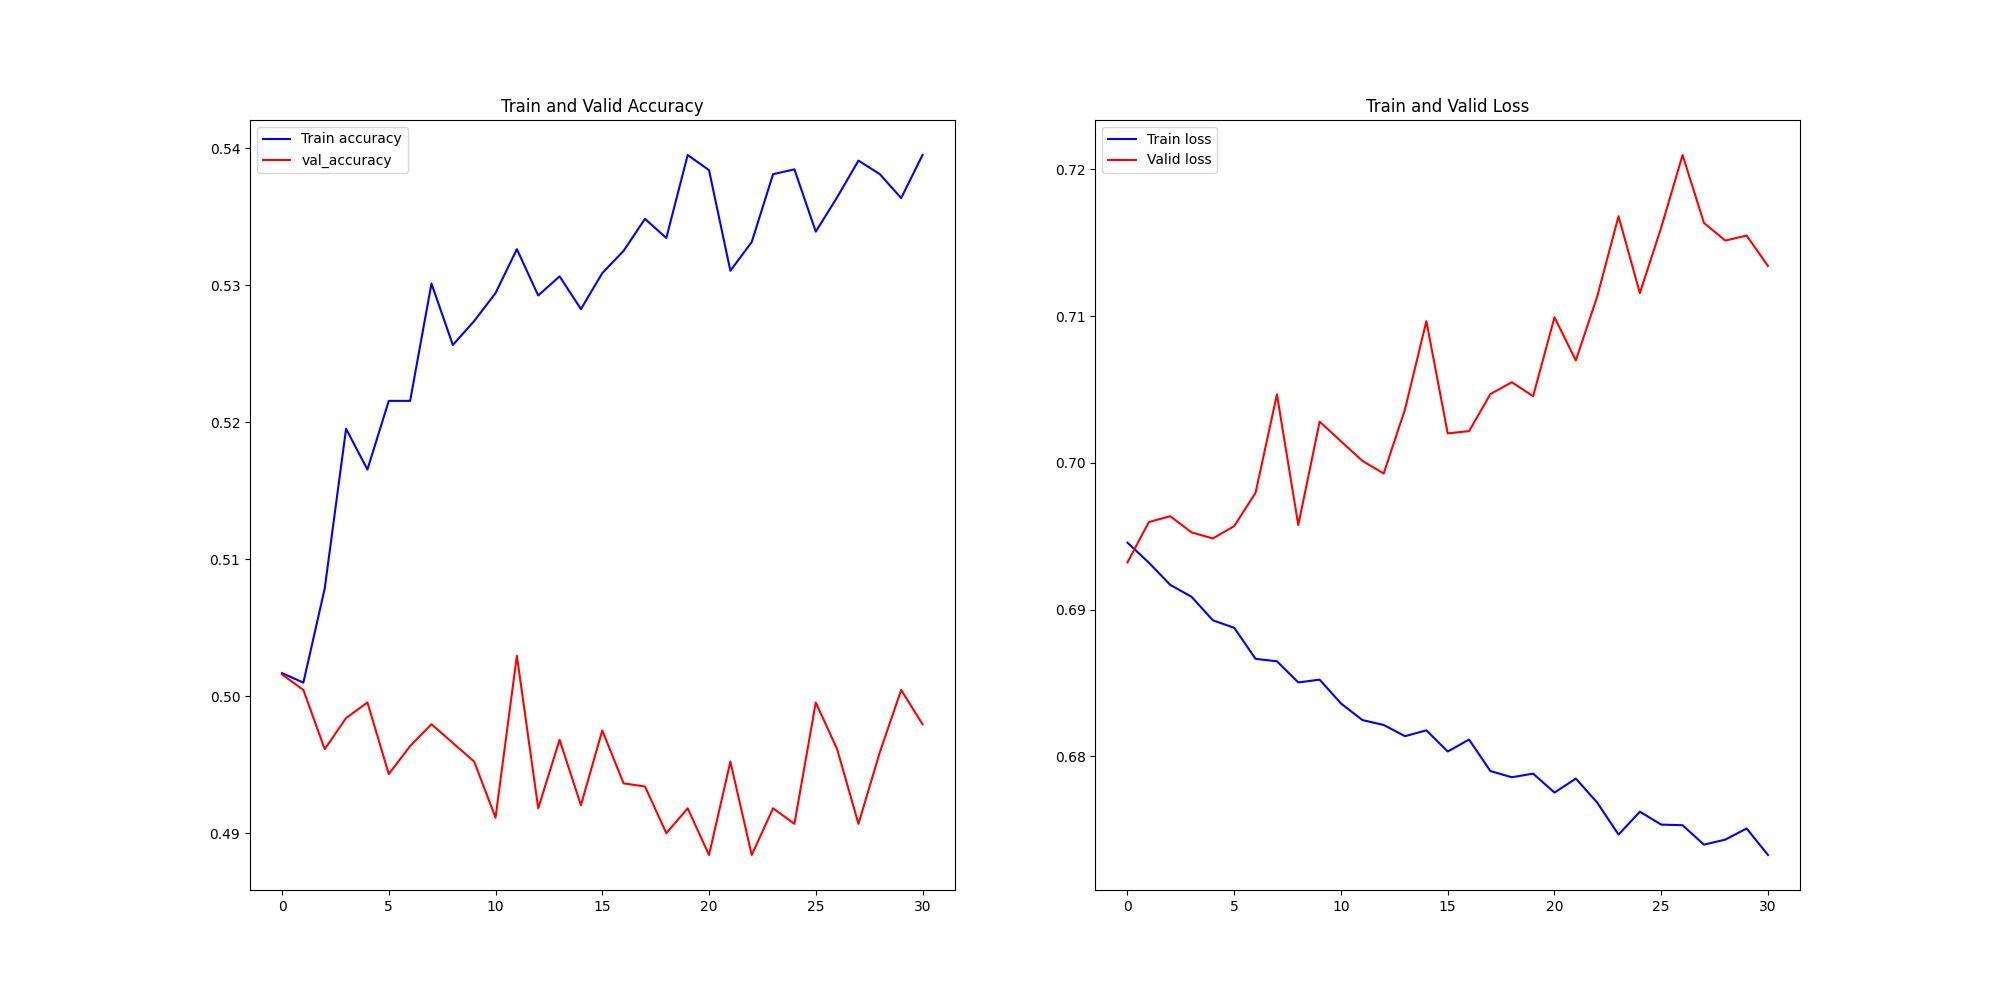 Train and Valid Accuracy
Train accuracy
val_accuracy
0.54
0.53
0.52
0.51
0.50
0.49
0 5 10 15 20 25 30
Train and Valid Loss
Train loss
Valid loss
0.72
0.71
0.70
0.69
0.68
0 5 10 15 20 25 30